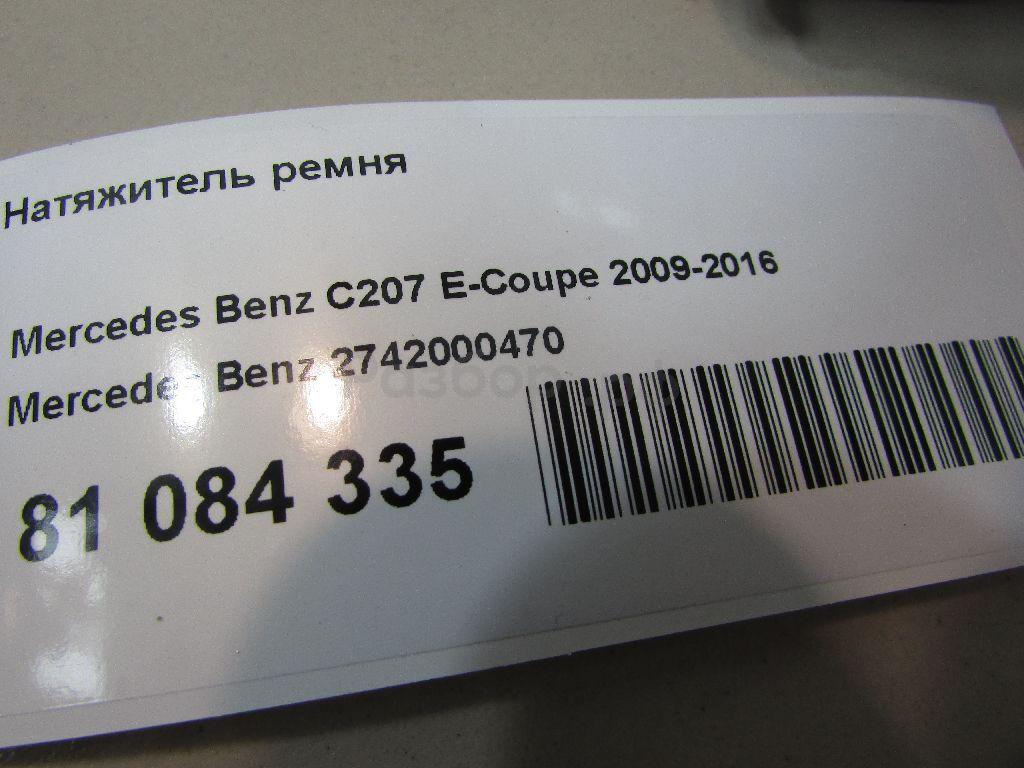 Натяжитель ремня
Mercedes Benz C207 E-Coupe 2009-2016
Mercedes Benz 2742000470
81 084 335